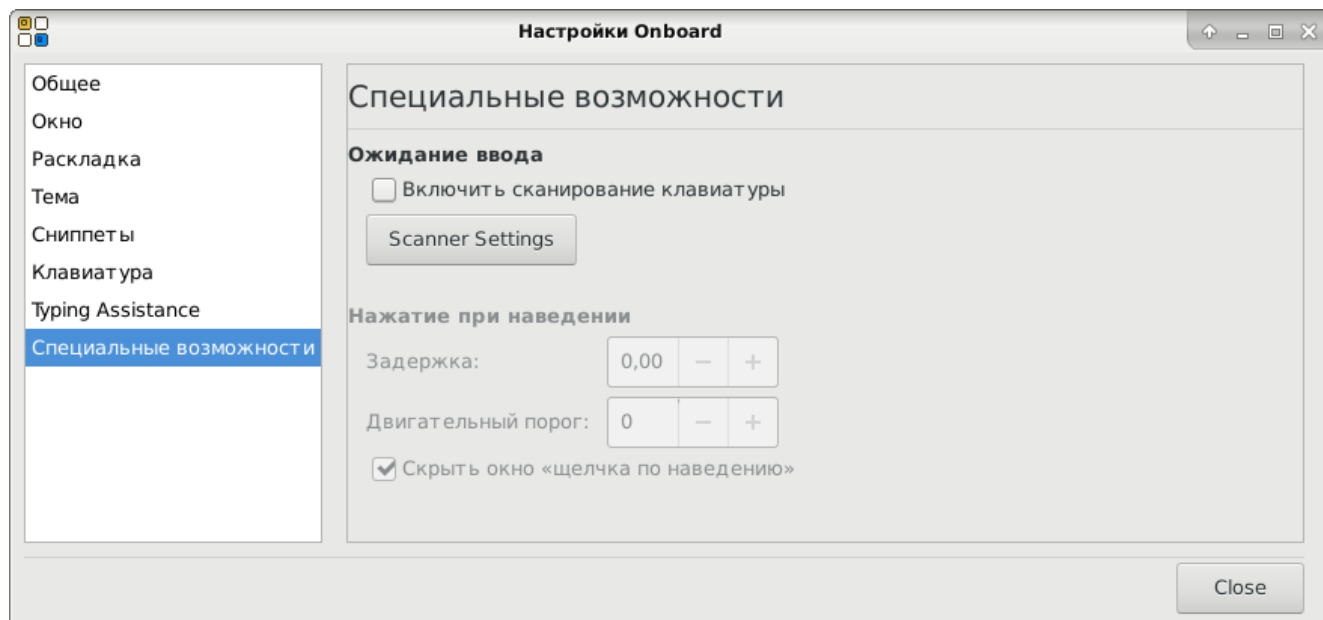 Настройки Onboard
Общее
Окно
Раскладка
Тема
Сниппеты
Клавиатура
Typing Assistance
Специальные возможности
Специальные возможности
Ожидание ввода
Включить сканирование клавиатуры
Scanner Settings
Нажатие при наведении
Задержка: 0,00 − +
Двигательный порог: 0 − +
Скрыть окно «щелчка по наведению»
Close